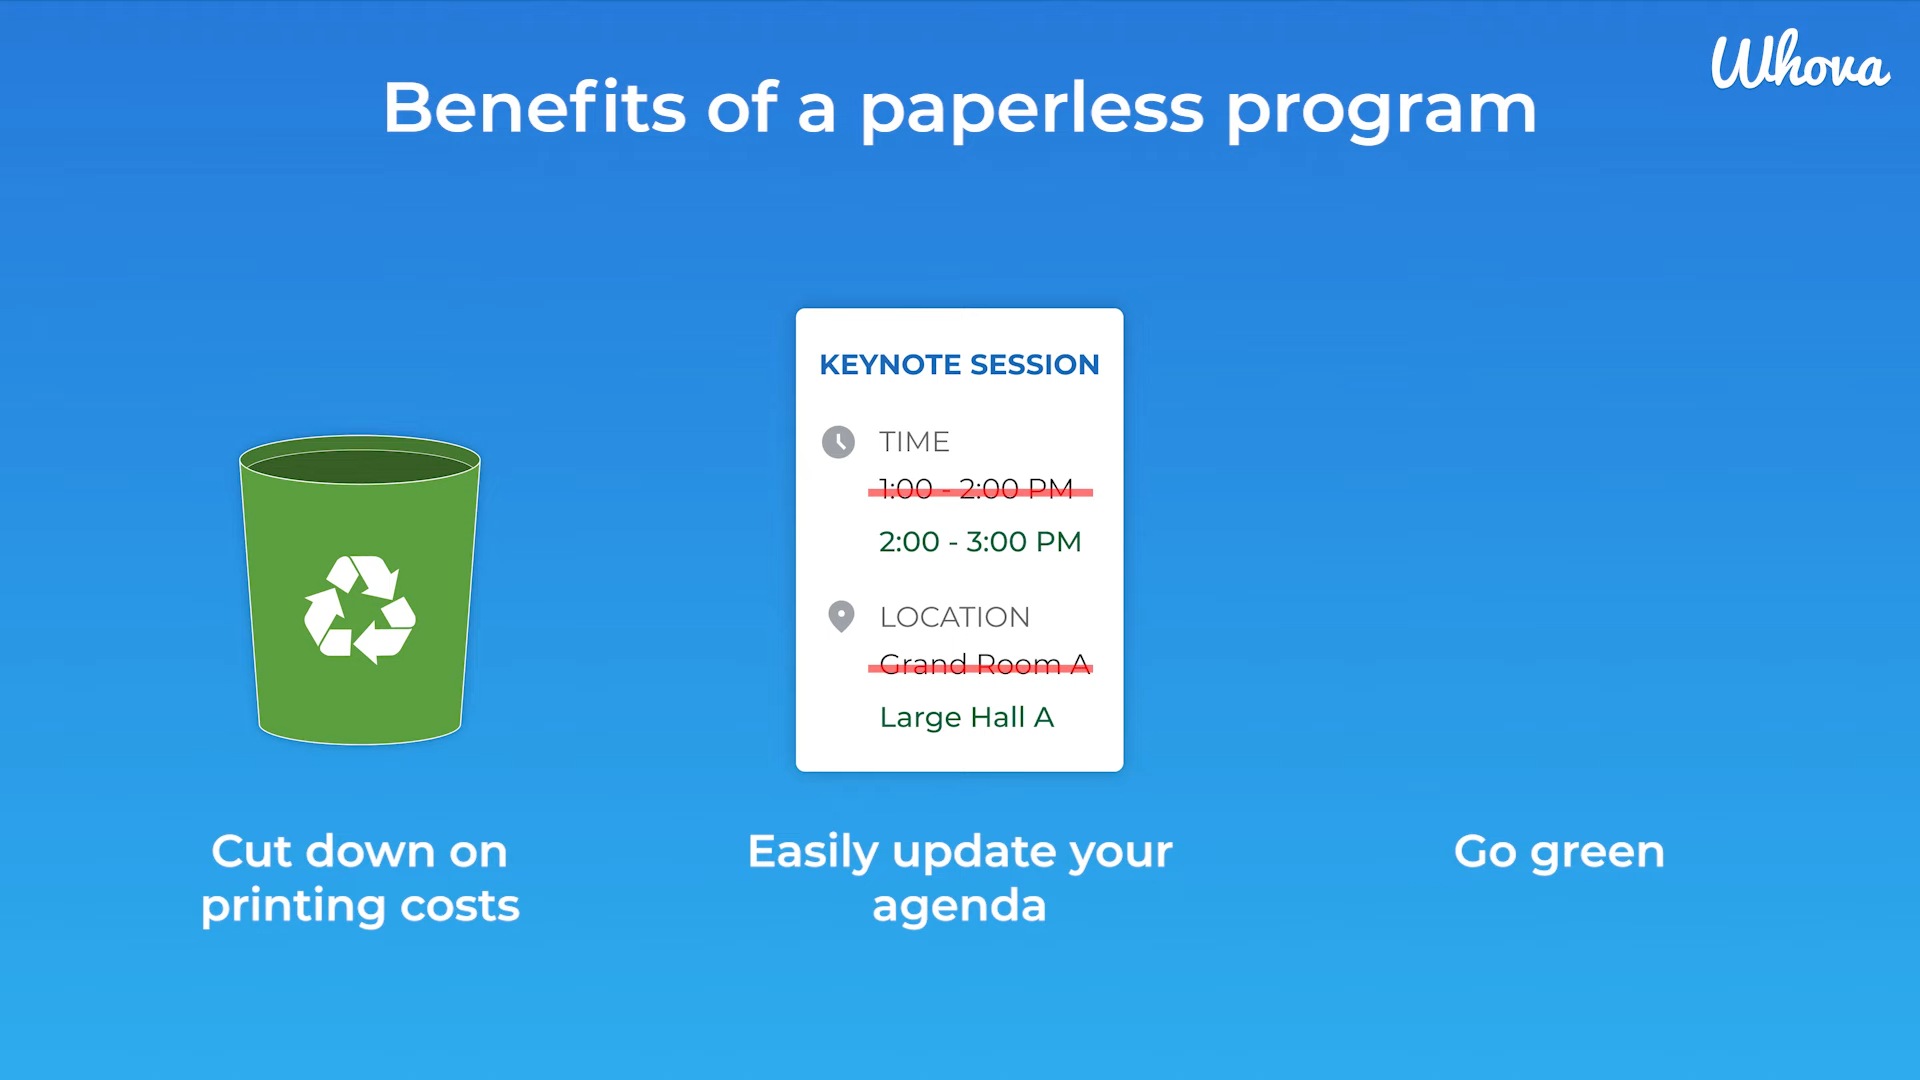 Whova
Benefits of a paperless program
KEYNOTE SESSION
TIME
1:00 - 2:00 PM
2:00 - 3:00 PM
LOCATION
Grand Room A
Large Hall A
Cut down on
printing costs
Easily update your
agenda
Go green